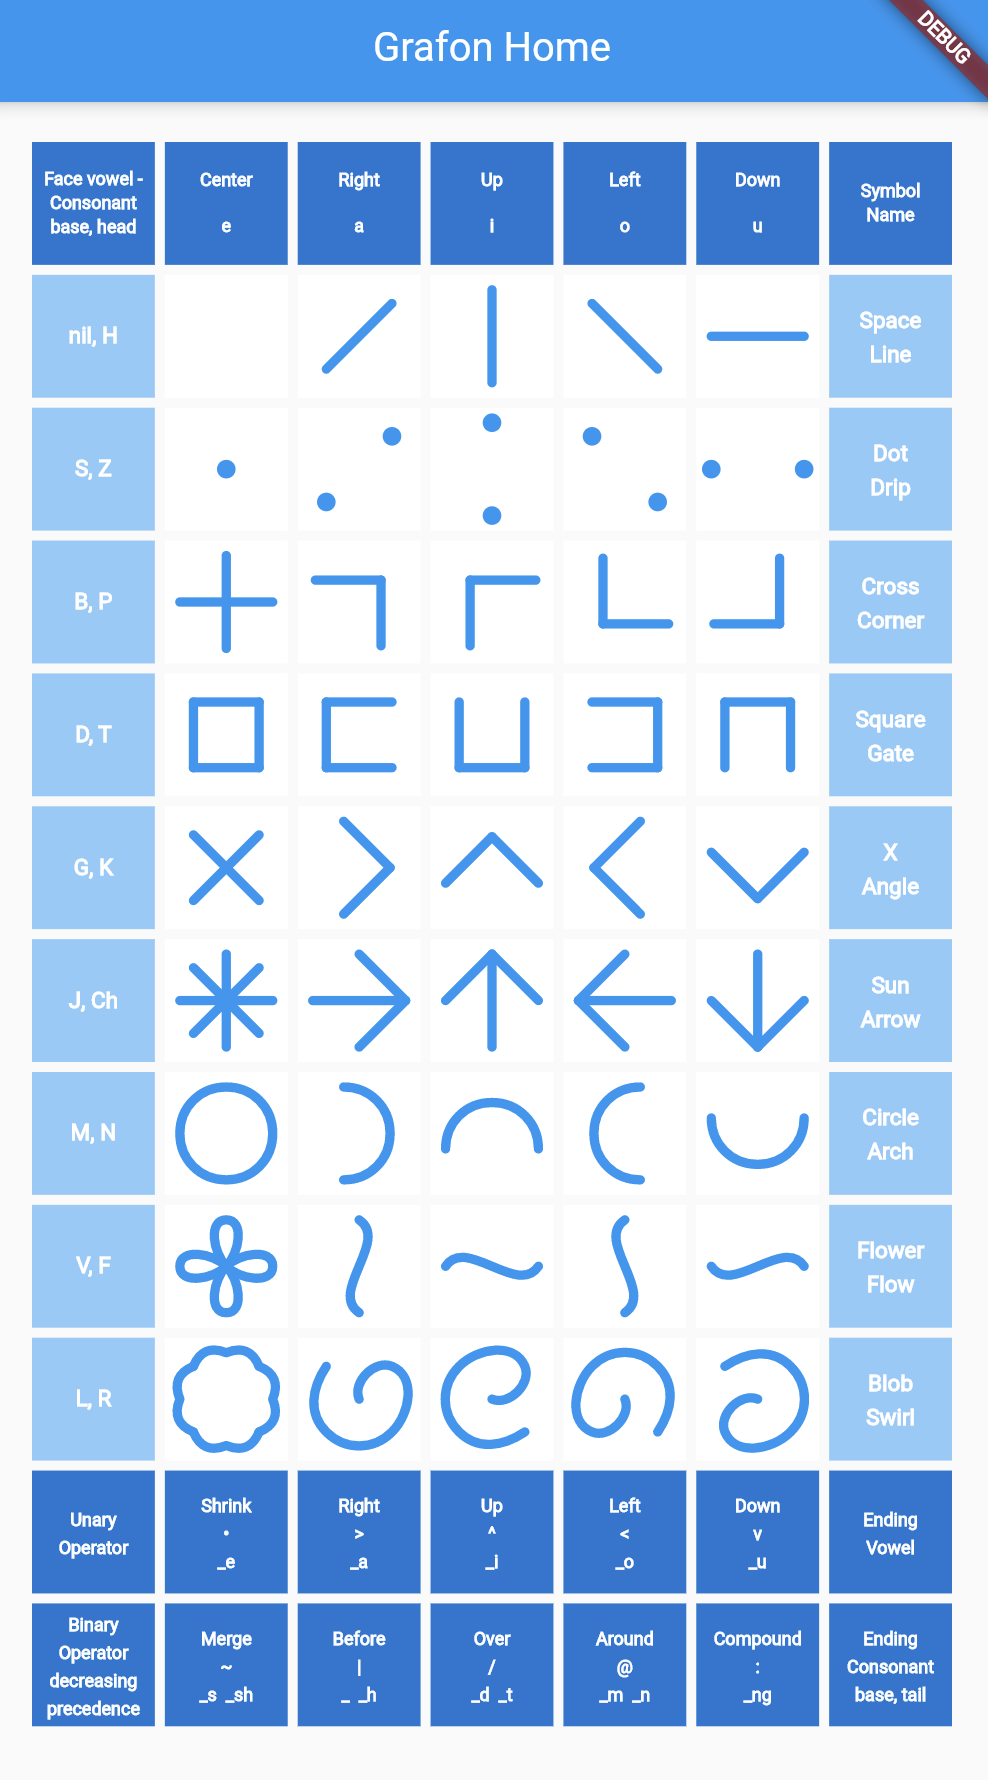 Grafon Home
DEBUG
Face vowel -
Consonant
base, head
Center
e
Right
a
Up
i
Left
o
Down
u
Symbol
Name
nil, H
Space
Line
S, Z
Dot
Drip
B, P
Cross
Corner
D, T
Square
Gate
G, K
X
Angle
J, Ch
Sun
Arrow
M, N
Circle
Arch
V, F
Flower
Flow
L, R
Blob
Swirl
Unary
Operator
Shrink
•
_e
Right
>
_a
Up
^
_i
Left
<
_o
Down
v
_u
Ending
Vowel
Binary
Operator
decreasing
precedence
Merge
~
_s _sh
Before
|
_ _h
Over
/
_d _t
Around
@
_m _n
Compound
:
_ng
Ending
Consonant
base, tail